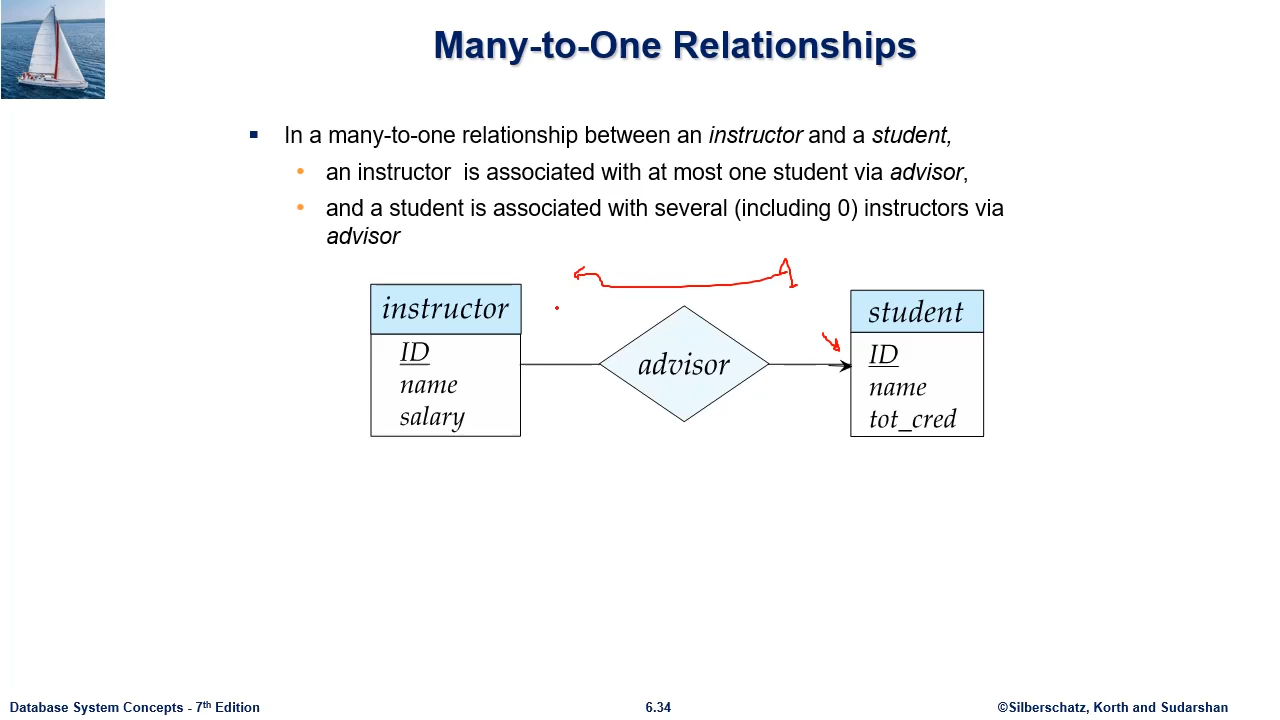 Many-to-One Relationships
In a many-to-one relationship between an instructor and a student,
an instructor is associated with at most one student via advisor,
and a student is associated with several (including 0) instructors via
advisor
instructor
ID
name
salary
advisor
student
ID
name
tot_cred
Database System Concepts - 7th Edition
6.34
©Silberschatz, Korth and Sudarshan